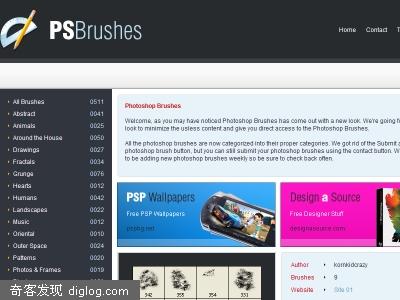 PSBrushes
Home Contact T
All Brushes 0511
Abstract 0041
Animals 0025
Around the House 0050
Drawings 0027
Fractals 0034
Grunge 0076
Hearts 0012
Humans 0042
Landscapes 0022
Music 0012
Oriental 0010
Outer Space 0024
Patterns 0020
Photos & Frames 0019
Photoshop Brushes
Welcome, as you may have noticed Photoshop Brushes has come out with a new look. We're going f
look to minimize the usless content and give you direct access to the Photoshop Brushes.
All the photoshop brushes are now categorized into their proper categories. We got rid of the Submit a
photoshop brush button, but you can still submit your photoshop brushes using the contact button. W
to be adding new photoshop brushes weekly so be sure to check back often.
PSP Wallpapers
Free PSP Wallpapers
pspbg.net
Design a Source
Free Designer Stuff
designasource.com
342 355 354 351
Author kornkidcrazy
Brushes 9
Website Site 01
奇客发现 diglog.com